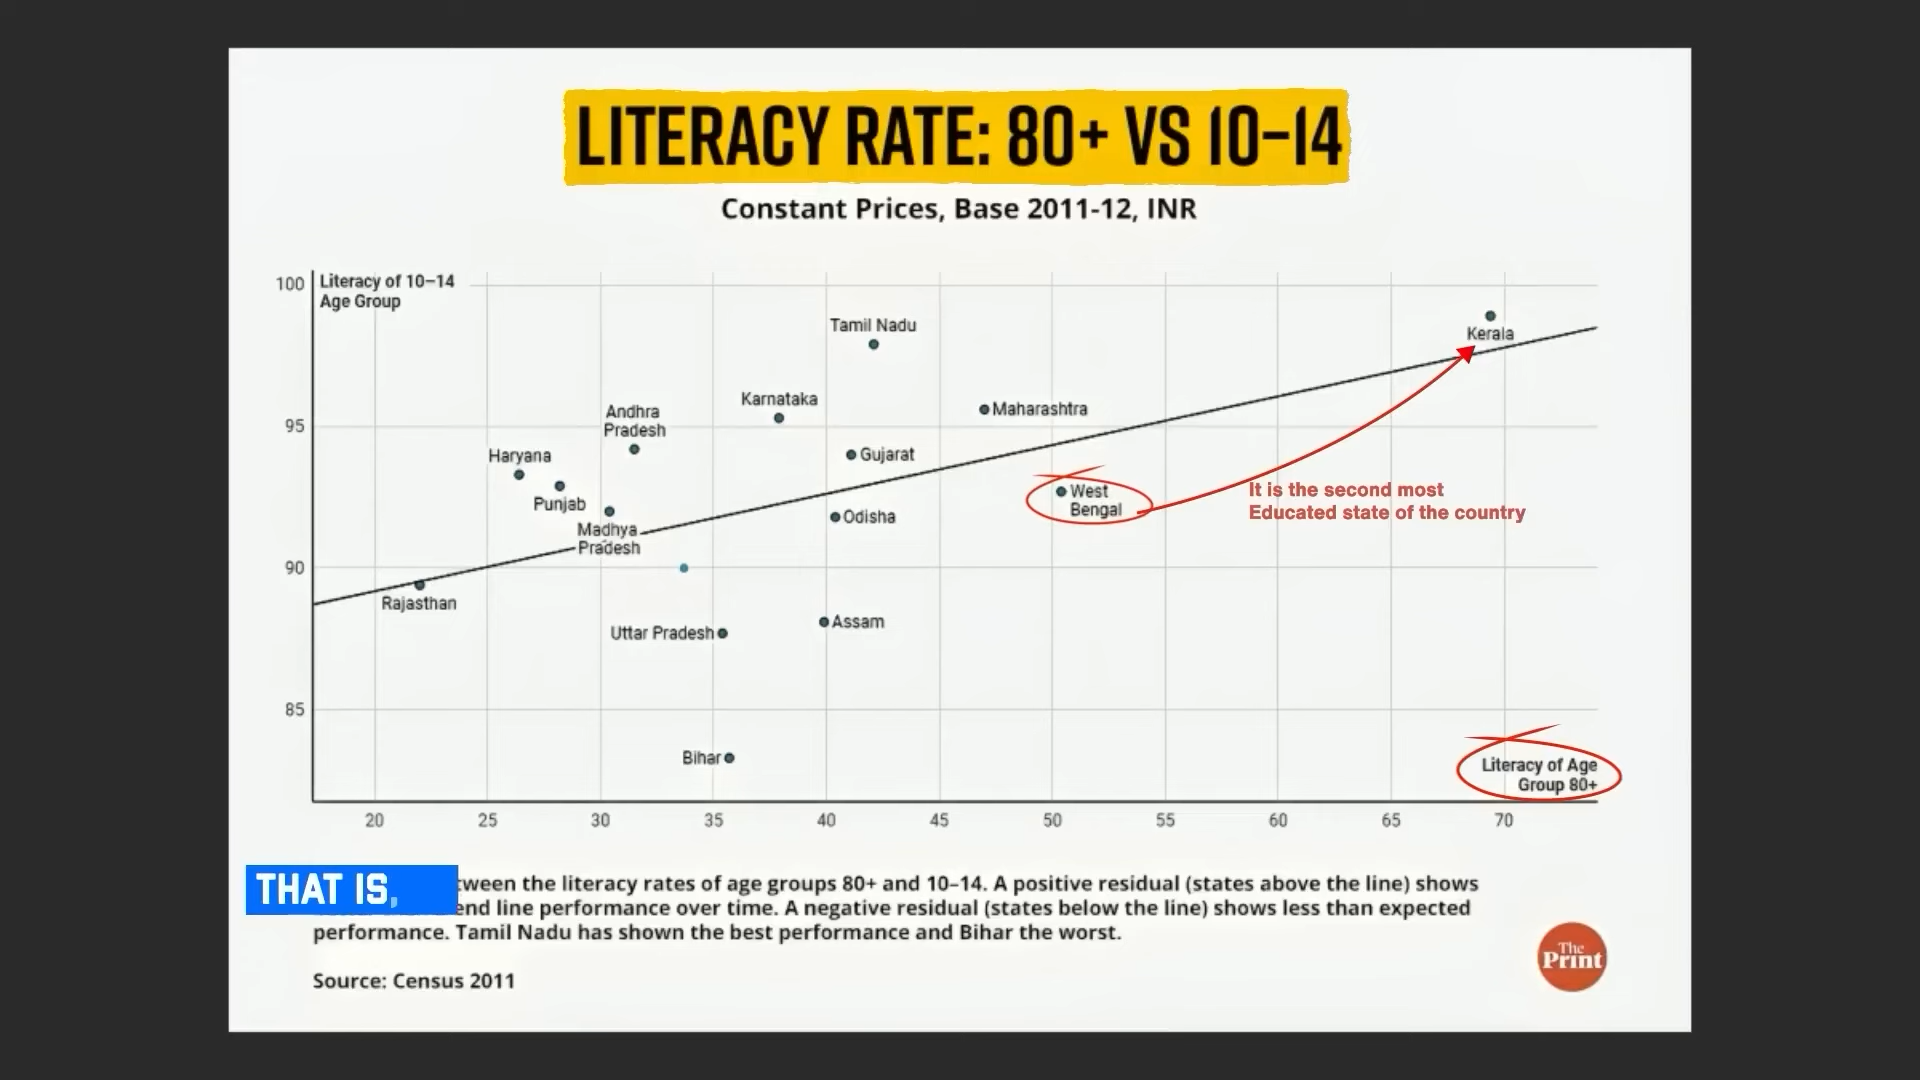 LITERACY RATE: 80+ VS 10–14
Constant Prices, Base 2011-12, INR
Literacy of 10–14
Age Group
100
95
90
85
Tamil Nadu
Kerala
Karnataka
Maharashtra
Andhra
Pradesh
Haryana
Gujarat
Punjab
West
Bengal
It is the second most
Educated state of the country
Odisha
Madhya
Pradesh
Rajasthan
Uttar Pradesh
Assam
Bihar
Literacy of Age
Group 80+
20 25 30 35 40 45 50 55 60 65 70
THAT IS,
tween the literacy rates of age groups 80+ and 10–14. A positive residual (states above the line) shows
end line performance over time. A negative residual (states below the line) shows less than expected
performance. Tamil Nadu has shown the best performance and Bihar the worst.
Source: Census 2011
The
Print